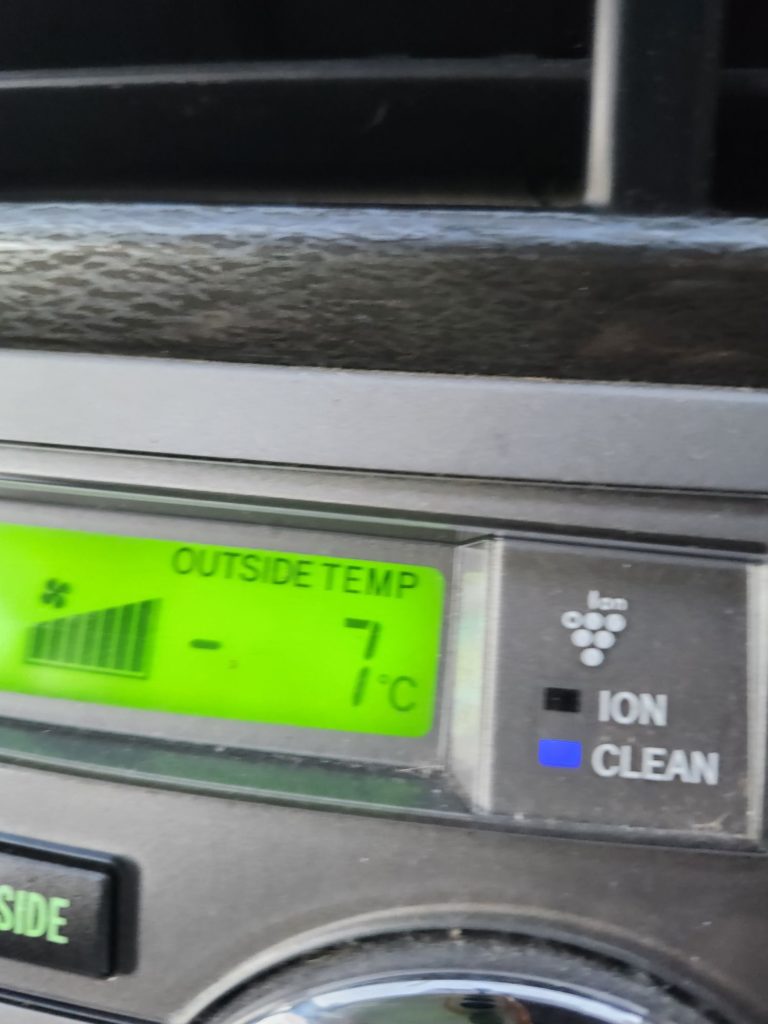 OUTSIDE TEMP
- 7°C
Ion
ION
CLEAN
SIDE